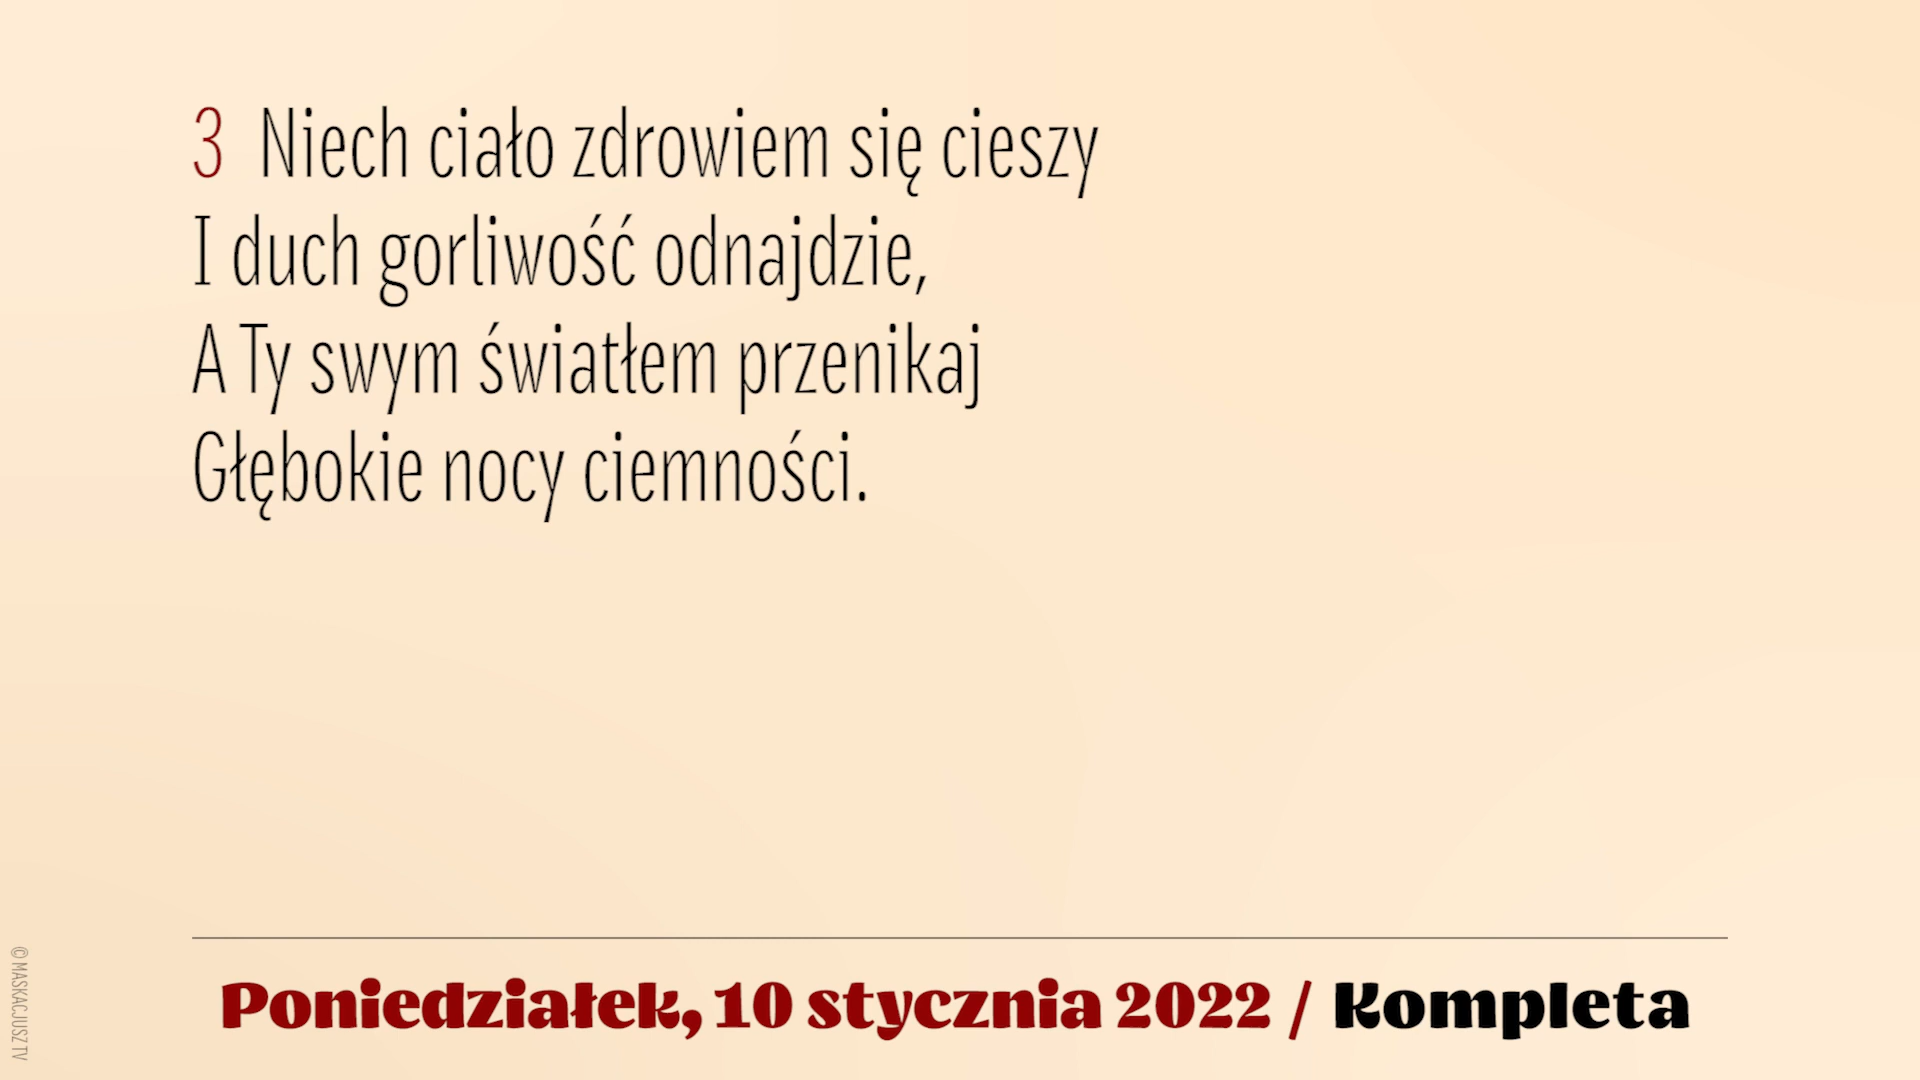 3 Niech ciało zdrowiem się cieszy
I duch gorliwość odnajdzie,
A Ty swym światłem przenikaj
Głębokie nocy ciemności.
Poniedziałek, 10 stycznia 2022 / Kompleta
© MASKACJUSZ TV